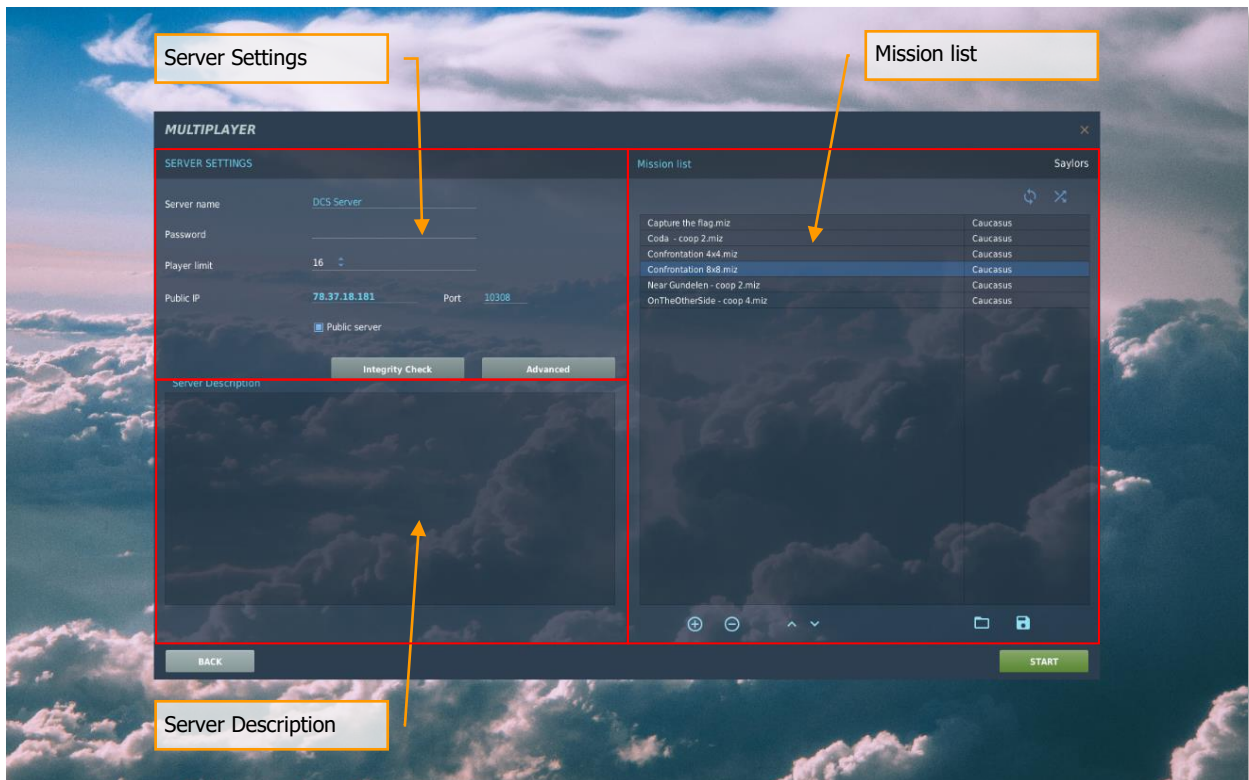 Server Settings
Mission list
MULTIPLAYER
SERVER SETTINGS
Server name DCS Server
Password
Player limit 16
Public IP 78.37.18.181 Port 10308
Public server
Integrity Check Advanced
Server Description
Mission list Saylors
Capture the flag.miz Caucasus
Coda - coop 2.miz Caucasus
Confrontation 4x4.miz Caucasus
Confrontation 8x8.miz Caucasus
Near Gundelen - coop 2.miz Caucasus
OnTheOtherSide - coop 4.miz Caucasus
BACK START
Server Description